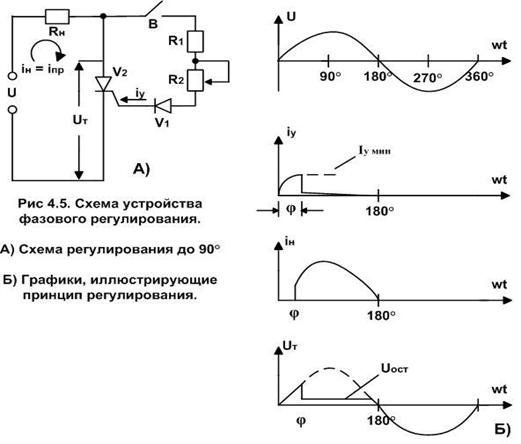 Rн
B
R1
iн = iпр
V2
R2
U
iу
Uт
V1
А)
Рис 4.5. Схема устройства
фазового регулирования.
А) Схема регулирования до 90°
Б) Графики, иллюстрирующие
принцип регулирования.
U
wt
90°
180°
270°
360°
iу
Iу мин
wt
φ
180°
iн
wt
φ
180°
Uт
Uост
wt
φ
180°
Б)